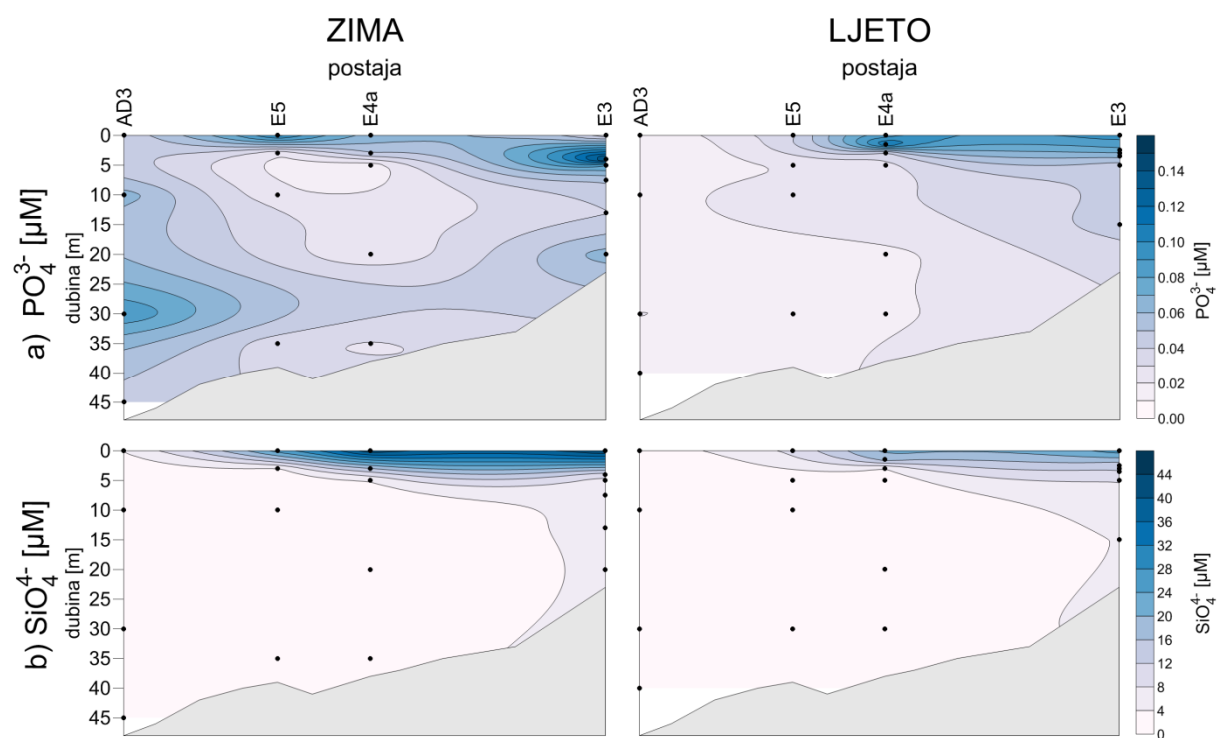 ZIMA
LJETO
postaja
postaja
AD3
E5
E4a
E3
AD3
E5
E4a
E3
a) PO₄³⁻ [µM]
dubina [m]
0
5
10
15
20
25
30
35
40
45
0.14
0.12
0.10
0.08
0.06
0.04
0.02
0.00
PO₄³⁻ [µM]
b) SiO₄⁴⁻ [µM]
dubina [m]
0
5
10
15
20
25
30
35
40
45
44
40
36
32
28
24
20
16
12
8
4
0
SiO₄⁴⁻ [µM]